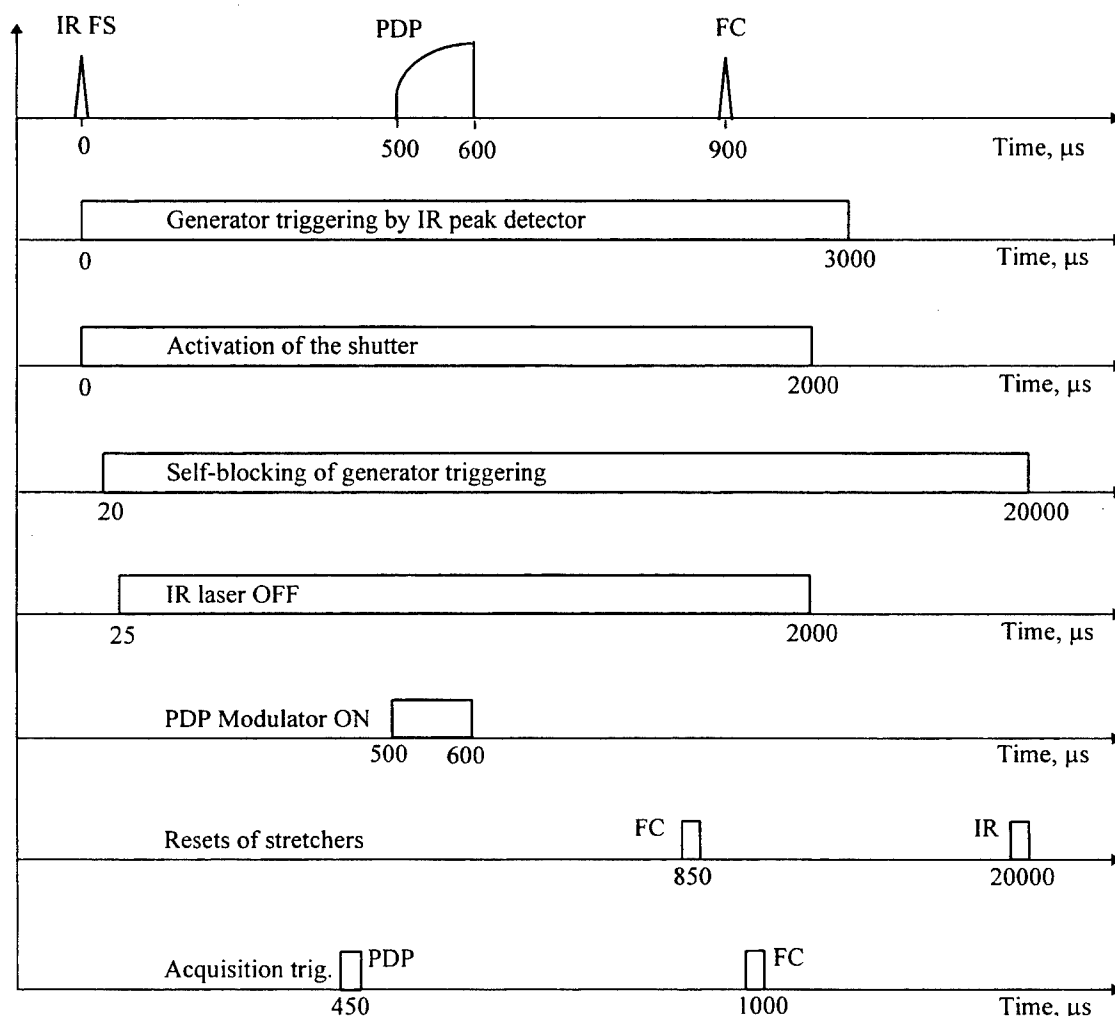 IR FS PDP FC
0 500 600 900 Time, μs
Generator triggering by IR peak detector
0 3000 Time, μs
Activation of the shutter
0 2000 Time, μs
Self-blocking of generator triggering
20 20000
IR laser OFF
25 2000 Time, μs
PDP Modulator ON
500 600 Time, μs
Resets of stretchers FC IR
850 20000
Acquisition trig. PDP FC
450 1000 Time, μs